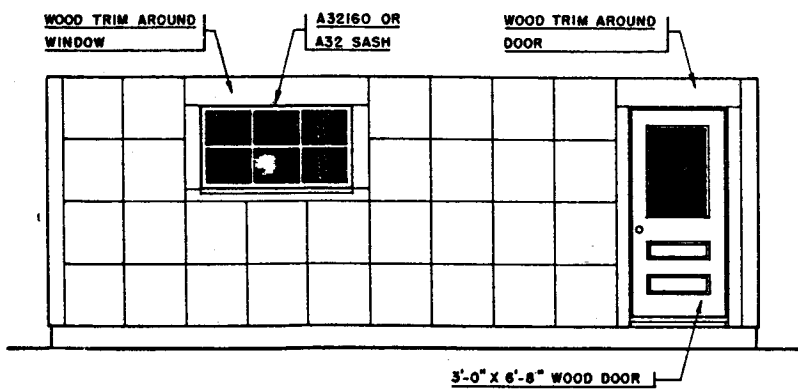 WOOD TRIM AROUND
WINDOW
A32160 OR
A32 SASH
WOOD TRIM AROUND
DOOR
3'-0" X 6'-8" WOOD DOOR